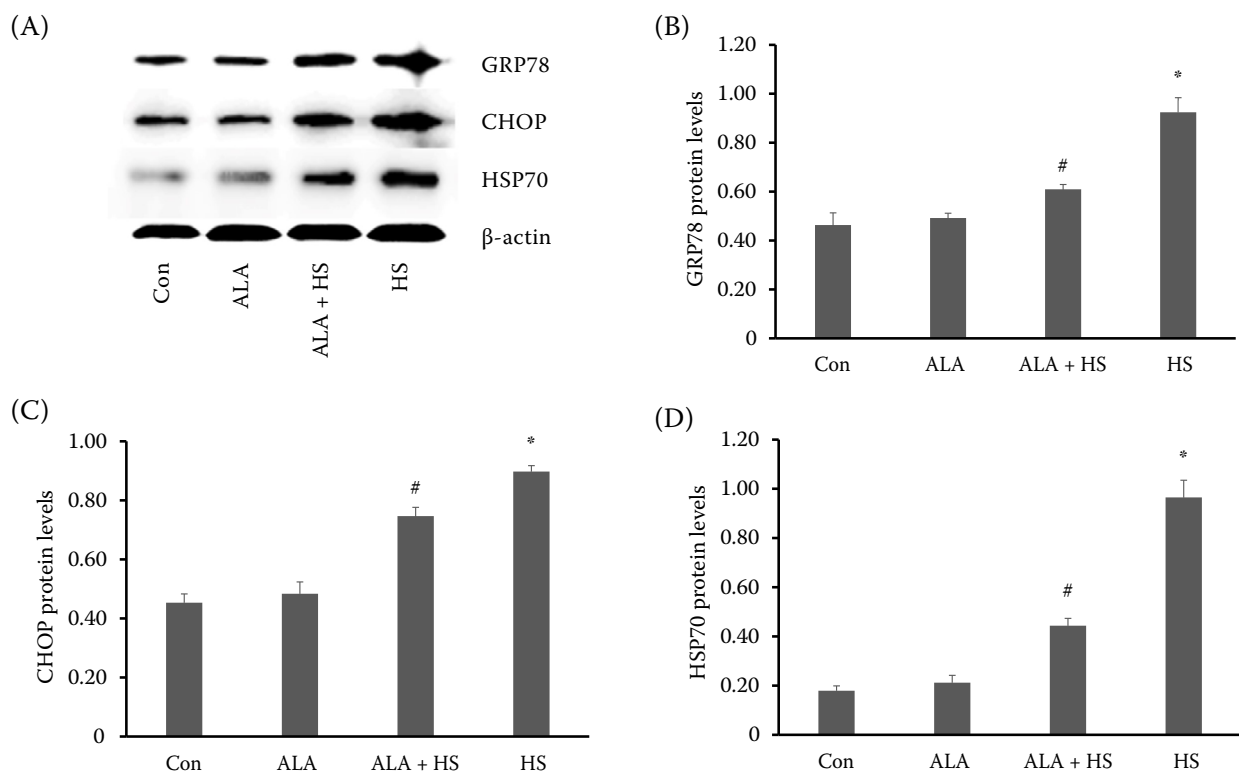 (A)
GRP78
CHOP
HSP70
β-actin
Con
ALA
ALA + HS
HS
(B)
GRP78 protein levels
1.20
1.00
0.80
0.60
0.40
0.20
0
#
*
Con ALA ALA + HS HS
(C)
CHOP protein levels
1.00
0.80
0.60
0.40
0.20
0
#
*
Con ALA ALA + HS HS
(D)
HSP70 protein levels
1.20
1.00
0.80
0.60
0.40
0.20
0
#
*
Con ALA ALA + HS HS